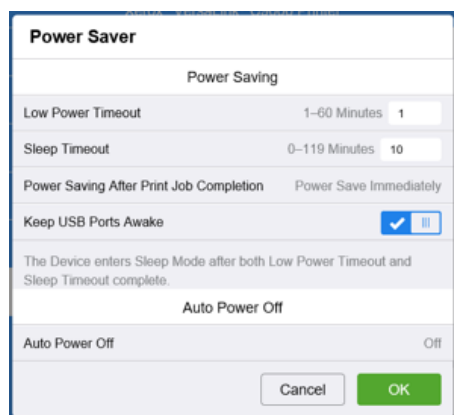 Power Saver
Power Saving
Low Power Timeout 1–60 Minutes 1
Sleep Timeout 0–119 Minutes 10
Power Saving After Print Job Completion Power Save Immediately
Keep USB Ports Awake
The Device enters Sleep Mode after both Low Power Timeout and
Sleep Timeout complete.
Auto Power Off
Auto Power Off Off
Cancel OK